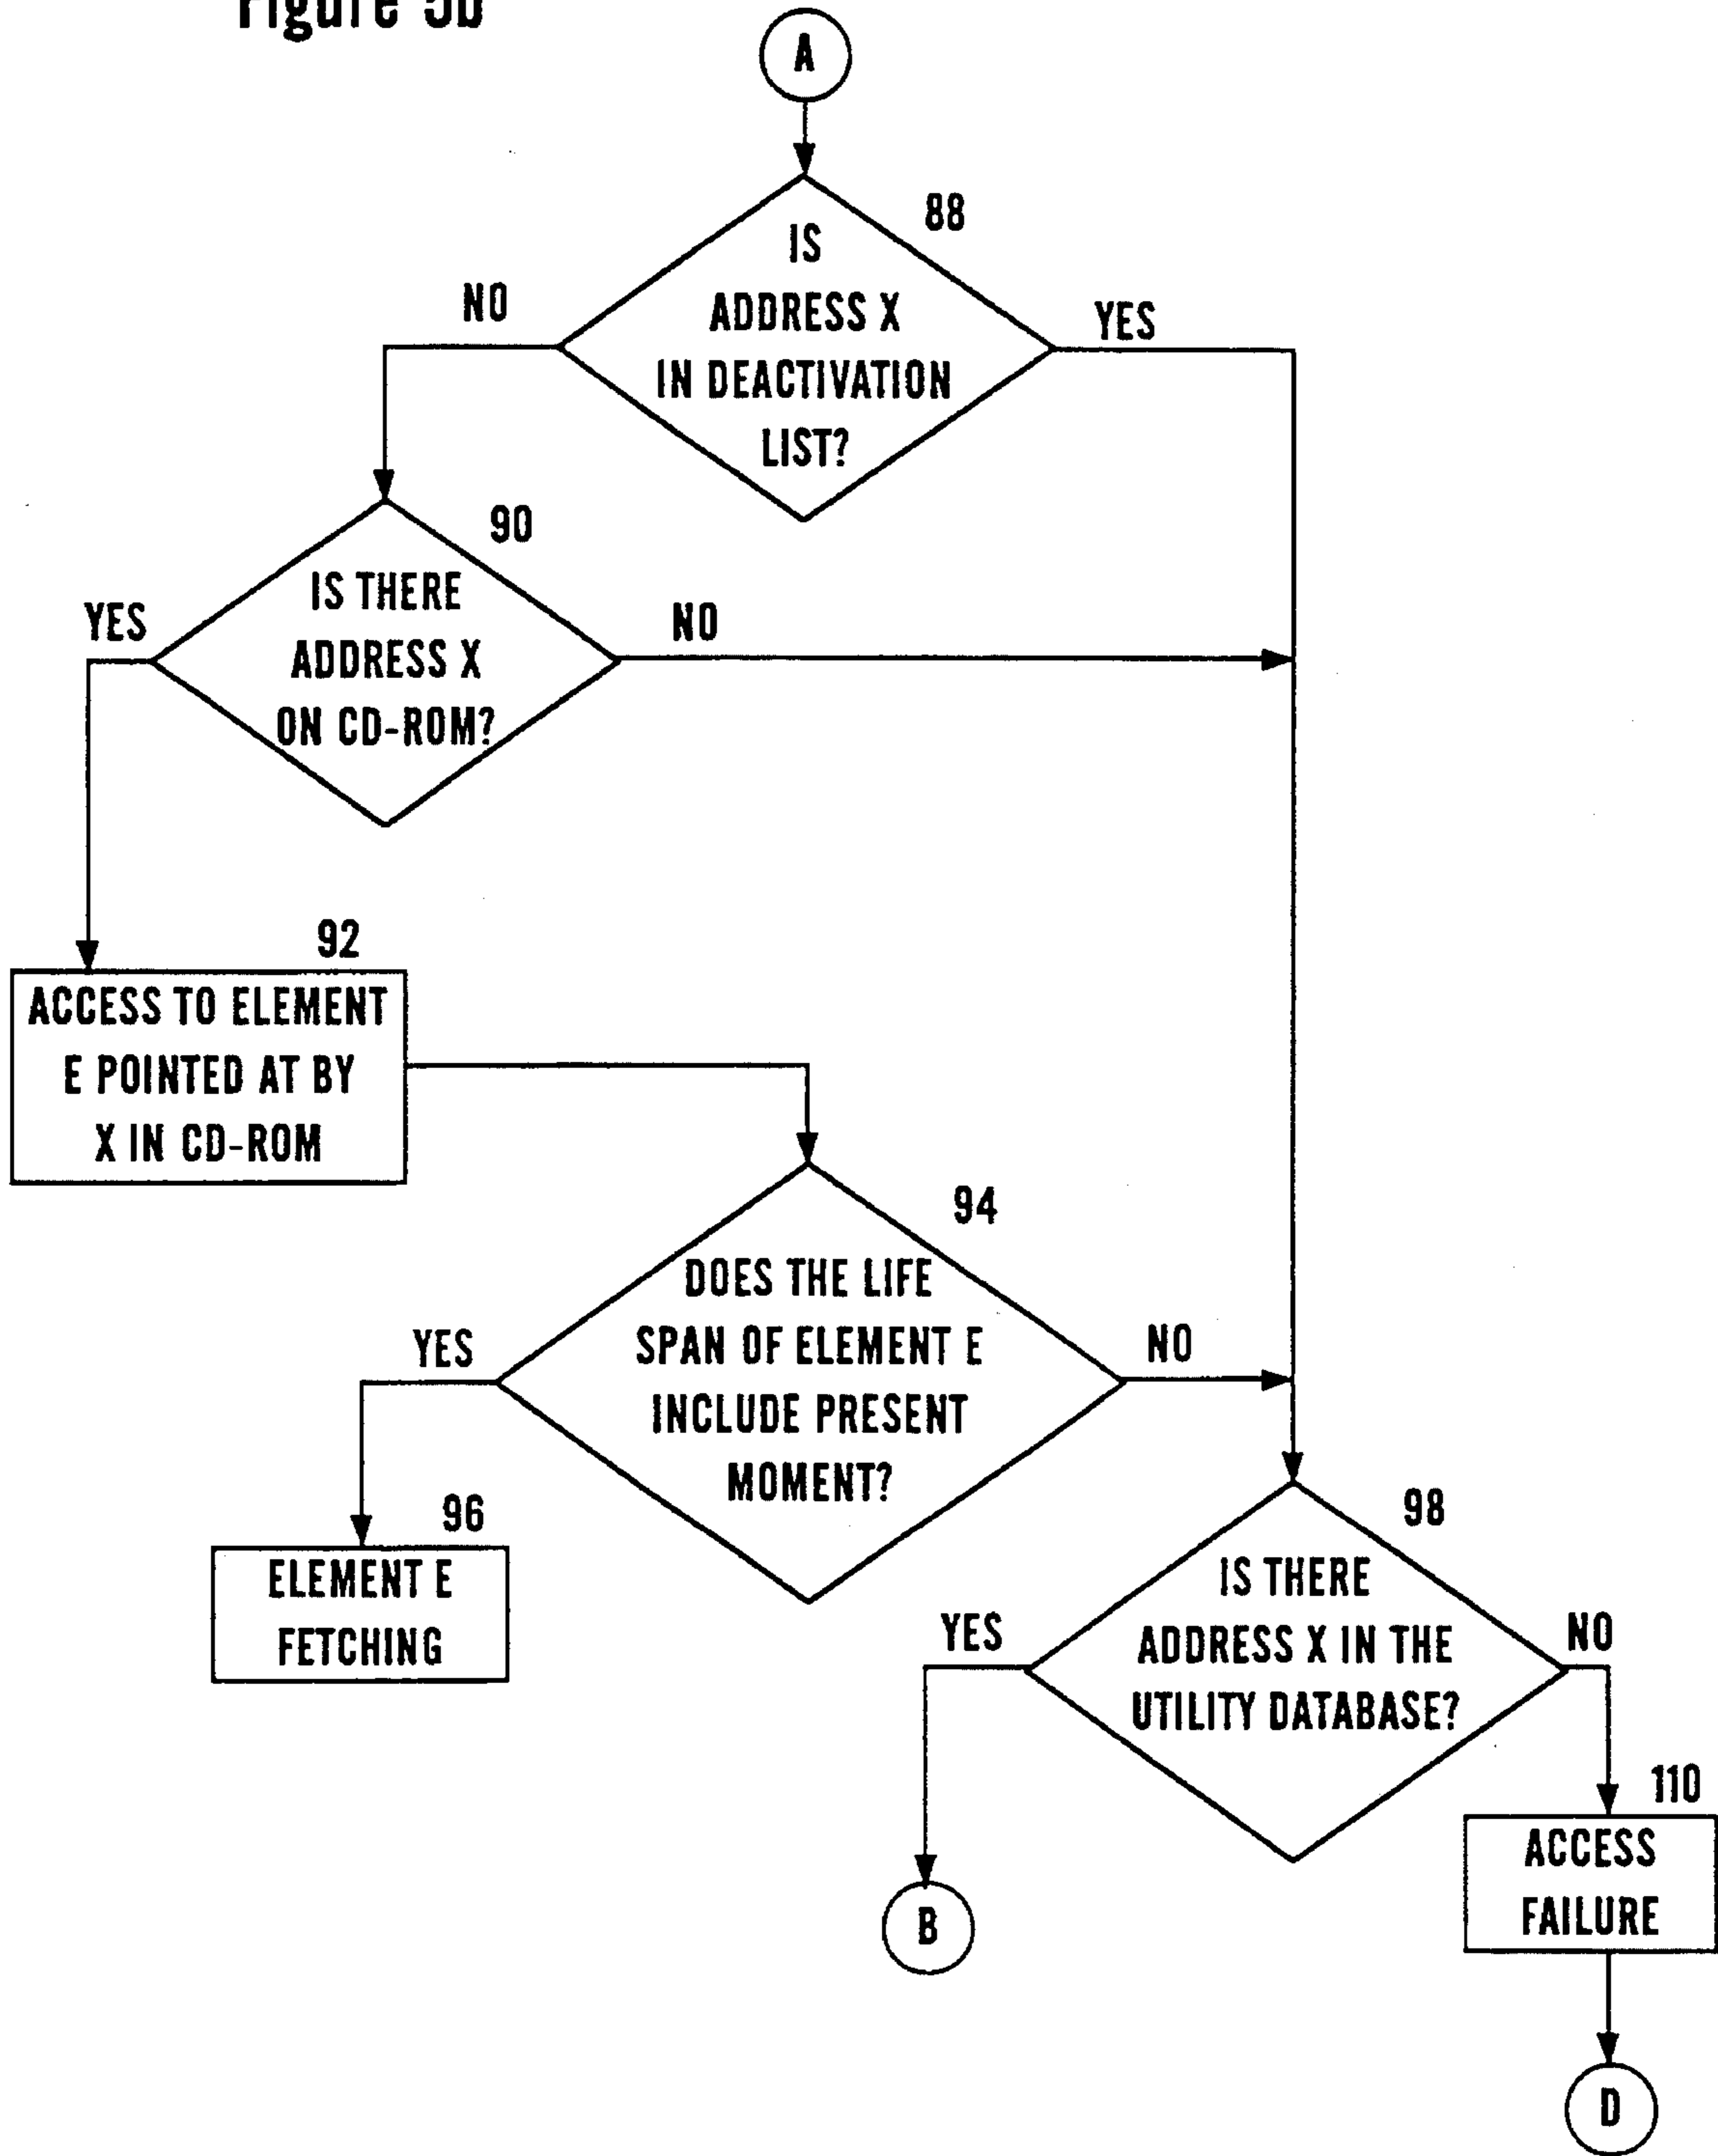 Figure 5b
A
88
IS
ADDRESS X
IN DEACTIVATION
LIST?
NO
YES
90
IS THERE
ADDRESS X
ON CD-ROM?
YES
NO
92
ACCESS TO ELEMENT
E POINTED AT BY
X IN CD-ROM
94
DOES THE LIFE
SPAN OF ELEMENT E
INCLUDE PRESENT
MOMENT?
YES
NO
96
ELEMENT E
FETCHING
98
IS THERE
ADDRESS X IN THE
UTILITY DATABASE?
YES
NO
110
ACCESS
FAILURE
B
D